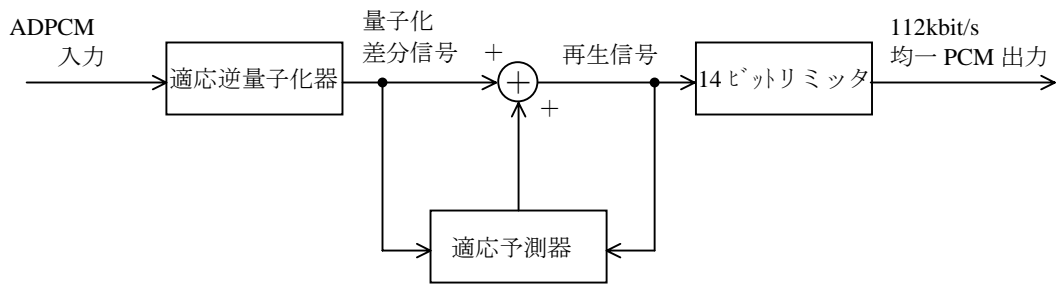 ADPCM
入力
適応逆量子化器
量子化
差分信号
+
+
+
再生信号
14ビットリミッタ
112kbit/s
均一 PCM 出力
適応予測器